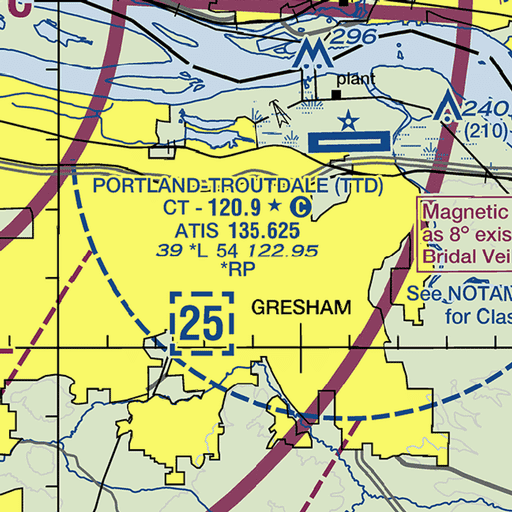 C
296
plant
240
(210)
PORTLAND-TROUTDALE (TTD)
CT - 120.9 ★ C
ATIS 135.625
39 *L 54 122.95
*RP
Magnetic
as 8° exis
Bridal Vei
See NOTAM
for Clas
GRESHAM
25